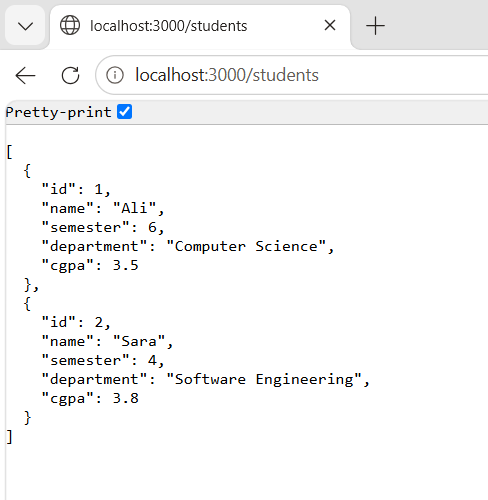 localhost:3000/students
localhost:3000/students
Pretty-print
[
  {
    "id": 1,
    "name": "Ali",
    "semester": 6,
    "department": "Computer Science",
    "cgpa": 3.5
  },
  {
    "id": 2,
    "name": "Sara",
    "semester": 4,
    "department": "Software Engineering",
    "cgpa": 3.8
  }
]